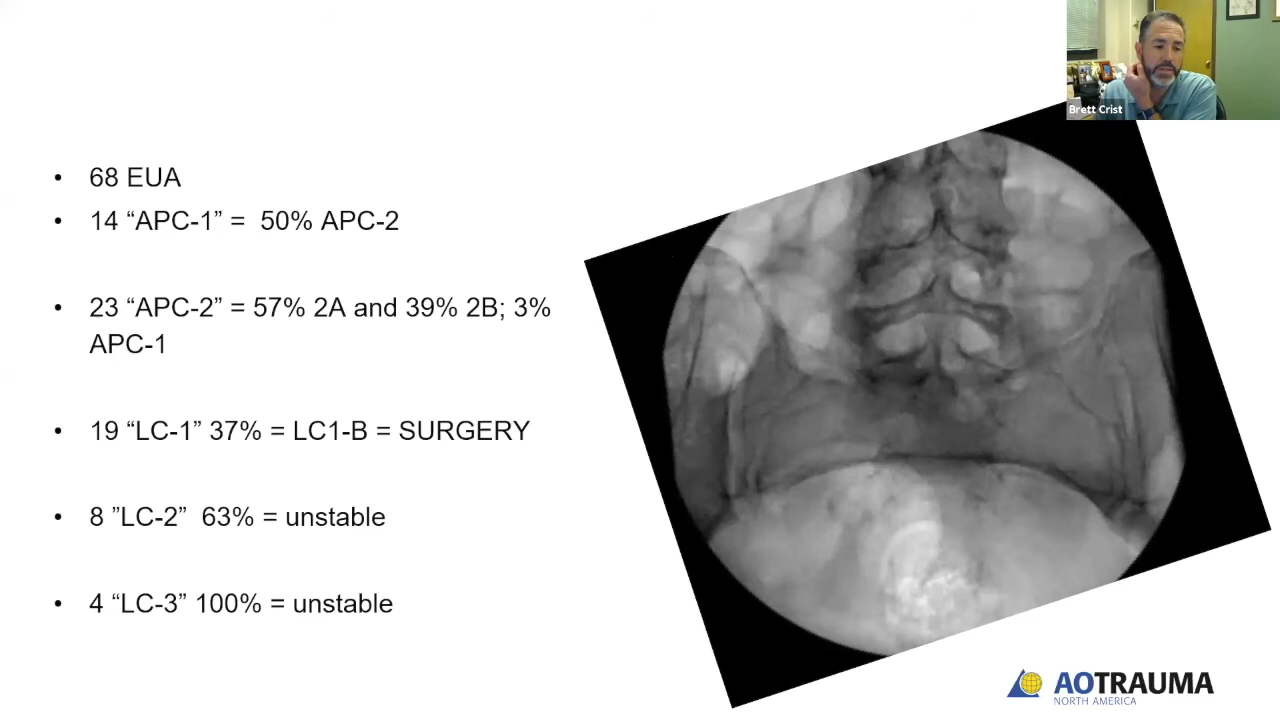 Brett Crist
• 68 EUA
• 14 “APC-1” =  50% APC-2
• 23 “APC-2” = 57% 2A and 39% 2B; 3%
APC-1
• 19 “LC-1” 37% = LC1-B = SURGERY
• 8 ”LC-2”  63% = unstable
• 4 “LC-3” 100% = unstable
AOTRAUMA
NORTH AMERICA